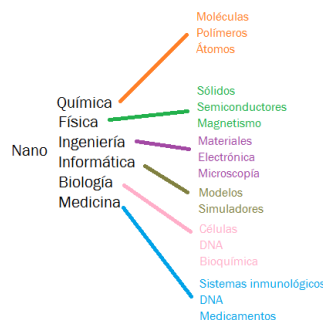 Moléculas
Polímeros
Átomos
Química
Física
Ingeniería
Informática
Biología
Medicina
Nano
Sólidos
Semiconductores
Magnetismo
Materiales
Electrónica
Microscopía
Modelos
Simuladores
Células
DNA
Bioquímica
Sistemas inmunológicos
DNA
Medicamentos